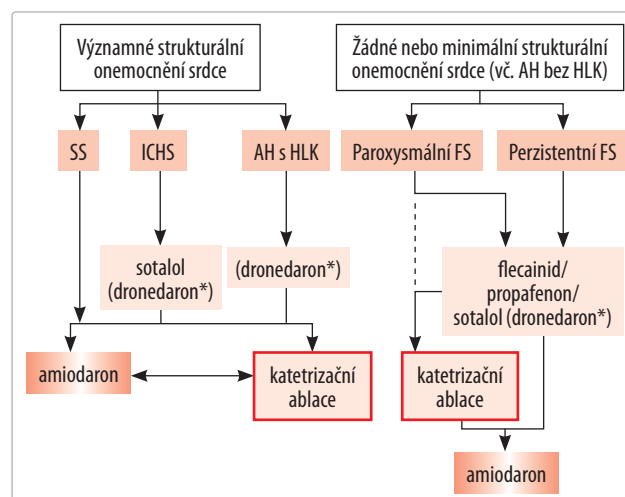 Významné strukturální
onemocnění srdce
Žádné nebo minimální strukturální
onemocnění srdce (vč. AH bez HLK)
SS
ICHS
AH s HLK
Paroxysmální FS
Perzistentní FS
sotalol
(dronedaron*)
(dronedaron*)
flecainid/
propafenon/
sotalol (dronedaron*)
amiodaron
katetrizační
ablace
katetrizační
ablace
amiodaron